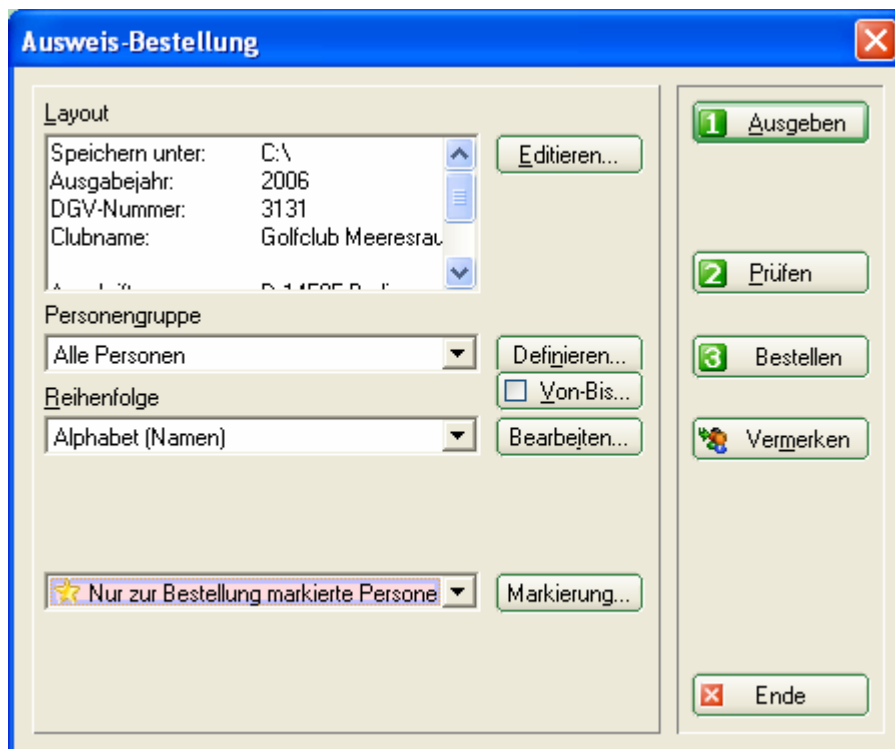 Ausweis-Bestellung
Layout
Speichern unter: C:\
Ausgabejahr: 2006
DGV-Nummer: 3131
Clubname: Golfclub Meeresrau
Editieren...
Personengruppe
Alle Personen
Definieren...
Von-Bis...
Reihenfolge
Alphabet (Namen)
Bearbeiten...
Nur zur Bestellung markierte Persone
Markierung...
1 Ausgeben
2 Prüfen
3 Bestellen
Vermerken
Ende